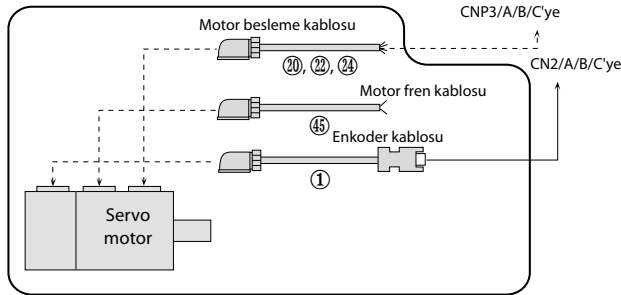 CNP3/A/B/C'ye
Motor besleme kablosu
CN2/A/B/C'ye
⑳, ㉒, ㉔
Motor fren kablosu
㊺
Enkoder kablosu
①
Servo
motor